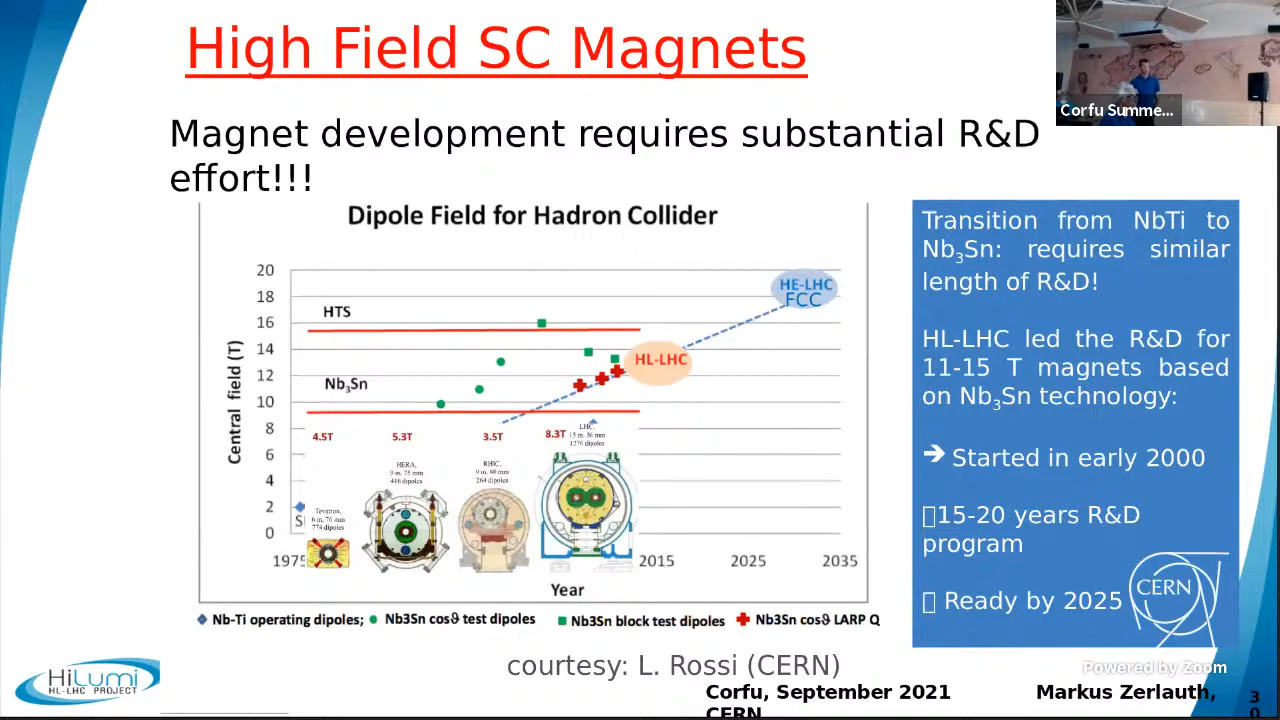 High Field SC Magnets
Corfu Summe...
Magnet development requires substantial R&D
effort!!!
Dipole Field for Hadron Collider
Central field (T)
20
18
16
14
12
10
8
6
4
2
0
HTS
Nb3Sn
HE-LHC
FCC
HL-LHC
4.5T
5.3T
3.5T
8.3T
LHC,
15 m, 56 mm
1276 dipoles
HERA,
9 m, 75 mm
416 dipoles
RHIC,
9 m, 80 mm
264 dipoles
Tevatron,
6 m, 76 mm
774 dipoles
1975
2015
2025
2035
Year
Nb-Ti operating dipoles;
Nb3Sn cosϑ test dipoles
Nb3Sn block test dipoles
Nb3Sn cosϑ LARP Q
Transition from NbTi to
Nb3Sn: requires similar
length of R&D!
HL-LHC led the R&D for
11-15 T magnets based
on Nb3Sn technology:
➔ Started in early 2000
15-20 years R&D
program
Ready by 2025
CERN
courtesy: L. Rossi (CERN)
Powered by Zoom
HiLumi
HL-LHC PROJECT
Corfu, September 2021 Markus Zerlauth,
CERN
3
0